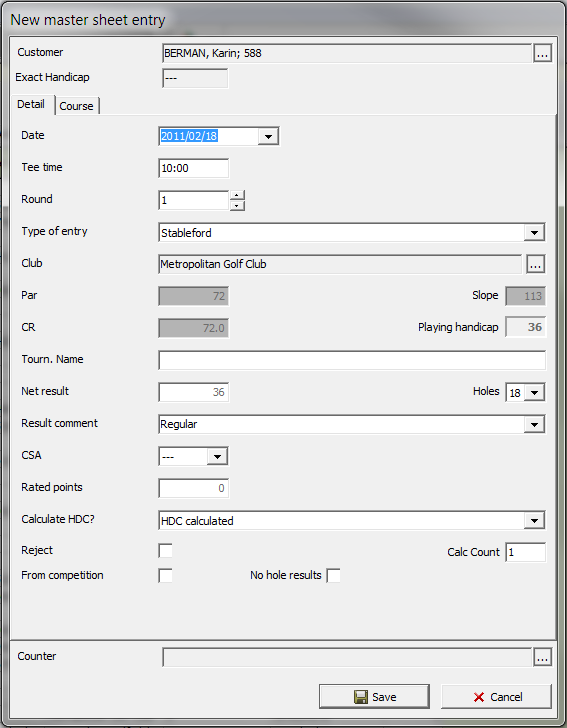 New master sheet entry
Customer BERMAN, Karin; 588 ...
Exact Handicap ---
Detail Course
Date 2011/02/18
Tee time 10:00
Round 1
Type of entry Stableford
Club Metropolitan Golf Club ...
Par 72 Slope 113
CR 72.0 Playing handicap 36
Tourn. Name
Net result 36 Holes 18
Result comment Regular
CSA ---
Rated points 0
Calculate HDC? HDC calculated
Reject Calc Count 1
From competition No hole results
Counter ...
Save Cancel